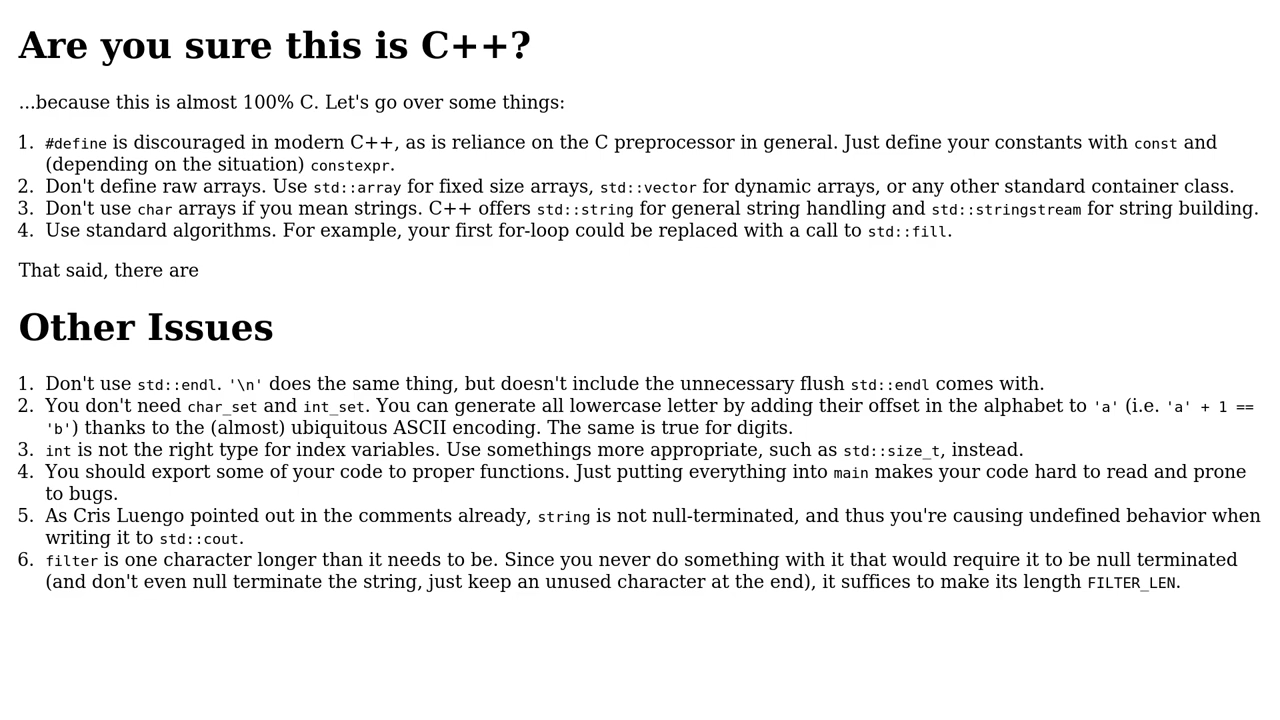 Are you sure this is C++?
...because this is almost 100% C. Let's go over some things:
1. #define is discouraged in modern C++, as is reliance on the C preprocessor in general. Just define your constants with const and
(depending on the situation) constexpr.
2. Don't define raw arrays. Use std::array for fixed size arrays, std::vector for dynamic arrays, or any other standard container class.
3. Don't use char arrays if you mean strings. C++ offers std::string for general string handling and std::stringstream for string building.
4. Use standard algorithms. For example, your first for-loop could be replaced with a call to std::fill.
That said, there are
Other Issues
1. Don't use std::endl. '\n' does the same thing, but doesn't include the unnecessary flush std::endl comes with.
2. You don't need char_set and int_set. You can generate all lowercase letter by adding their offset in the alphabet to 'a' (i.e. 'a' + 1 ==
'b') thanks to the (almost) ubiquitous ASCII encoding. The same is true for digits.
3. int is not the right type for index variables. Use somethings more appropriate, such as std::size_t, instead.
4. You should export some of your code to proper functions. Just putting everything into main makes your code hard to read and prone
to bugs.
5. As Cris Luengo pointed out in the comments already, string is not null-terminated, and thus you're causing undefined behavior when
writing it to std::cout.
6. filter is one character longer than it needs to be. Since you never do something with it that would require it to be null terminated
(and don't even null terminate the string, just keep an unused character at the end), it suffices to make its length FILTER_LEN.